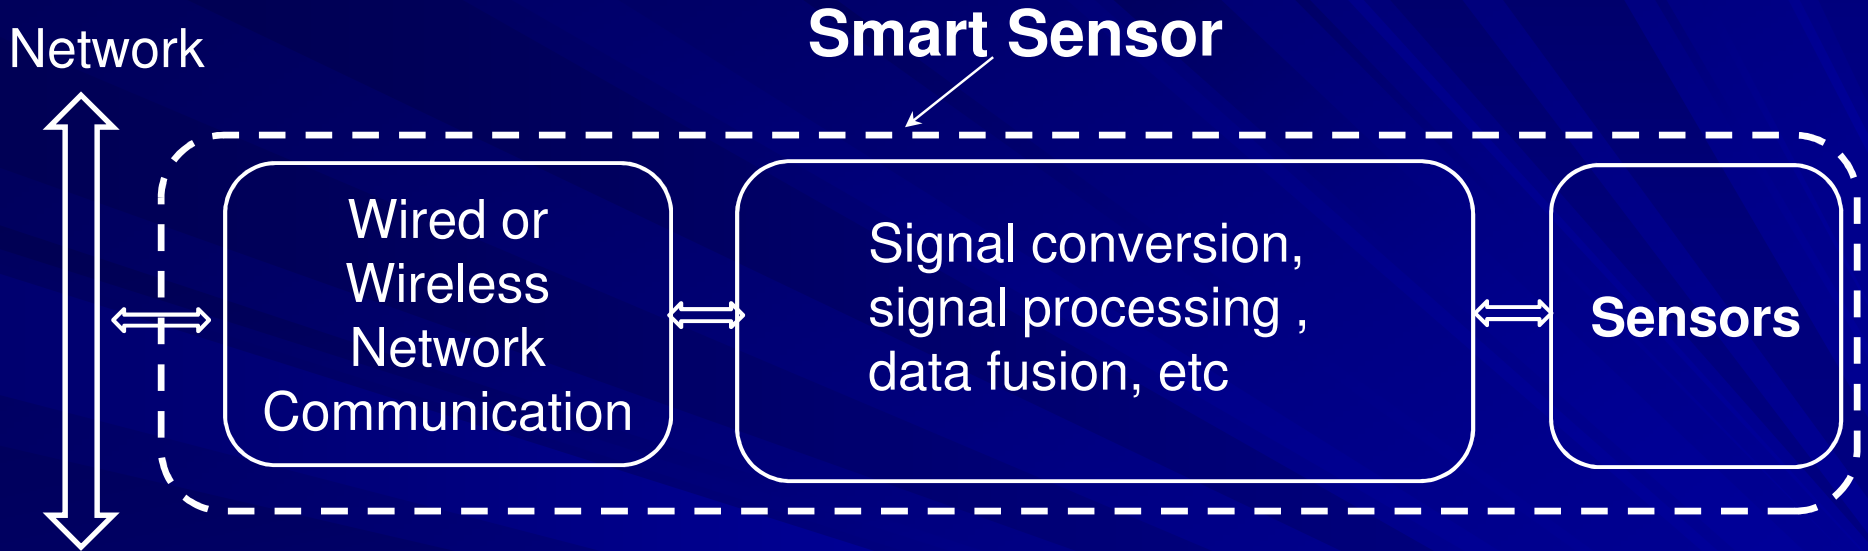 Smart Sensor
Network
Wired or
Wireless
Network
Communication
Signal conversion,
signal processing ,
data fusion, etc
Sensors